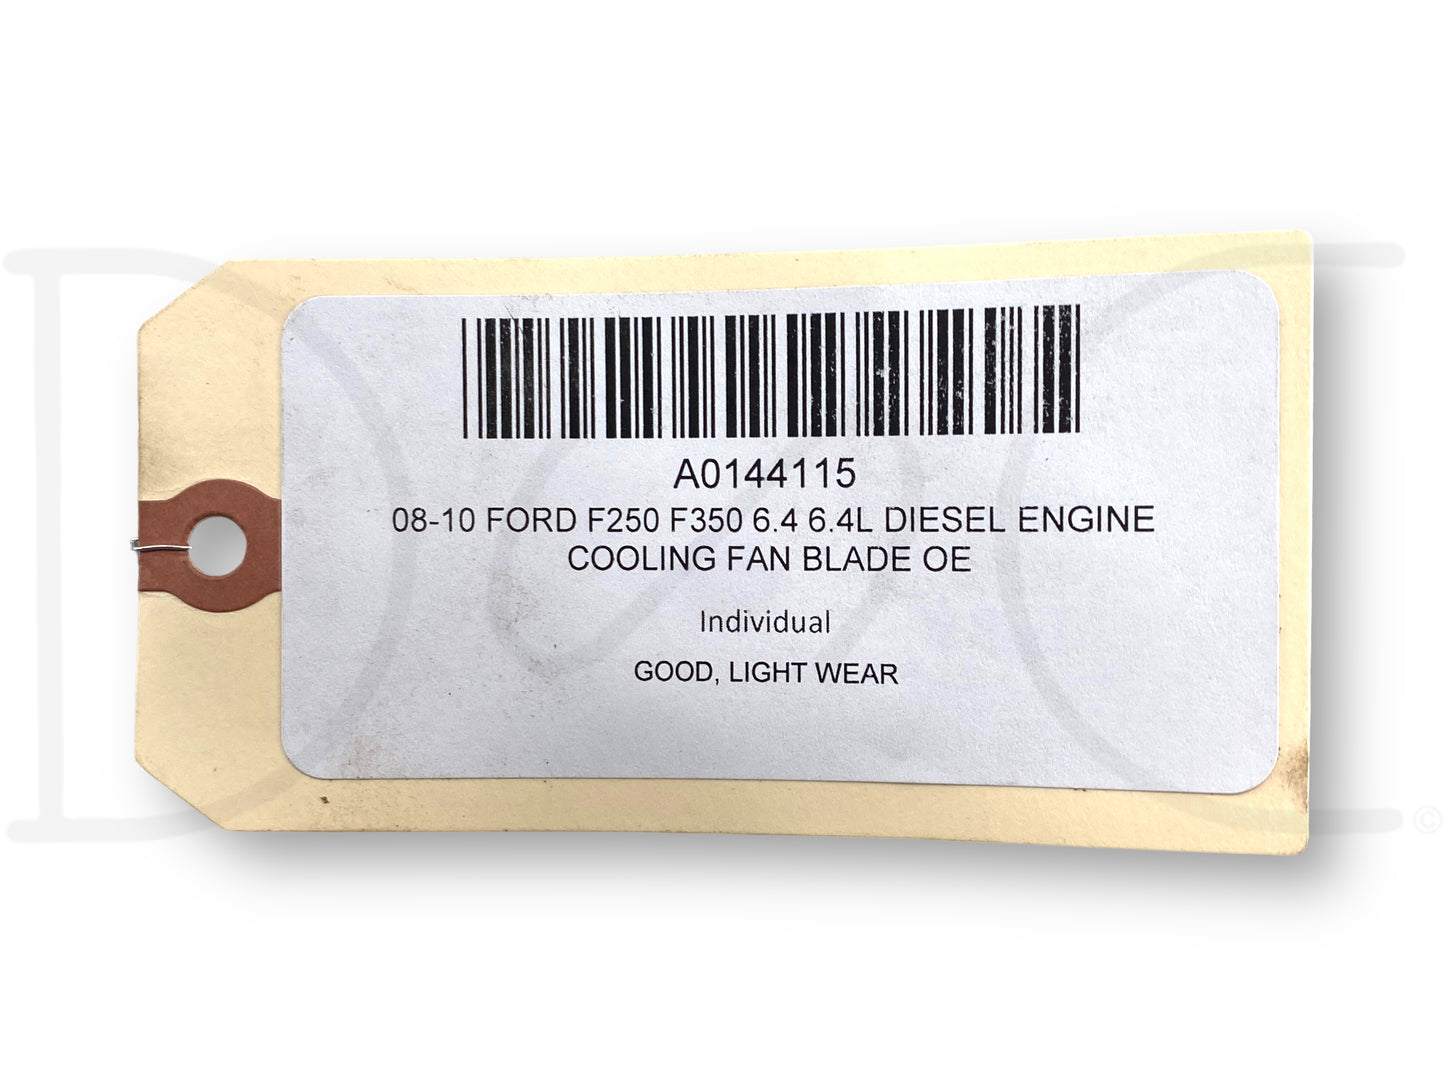 A0144115
08-10 FORD F250 F350 6.4 6.4L DIESEL ENGINE
COOLING FAN BLADE OE
Individual
GOOD, LIGHT WEAR
©